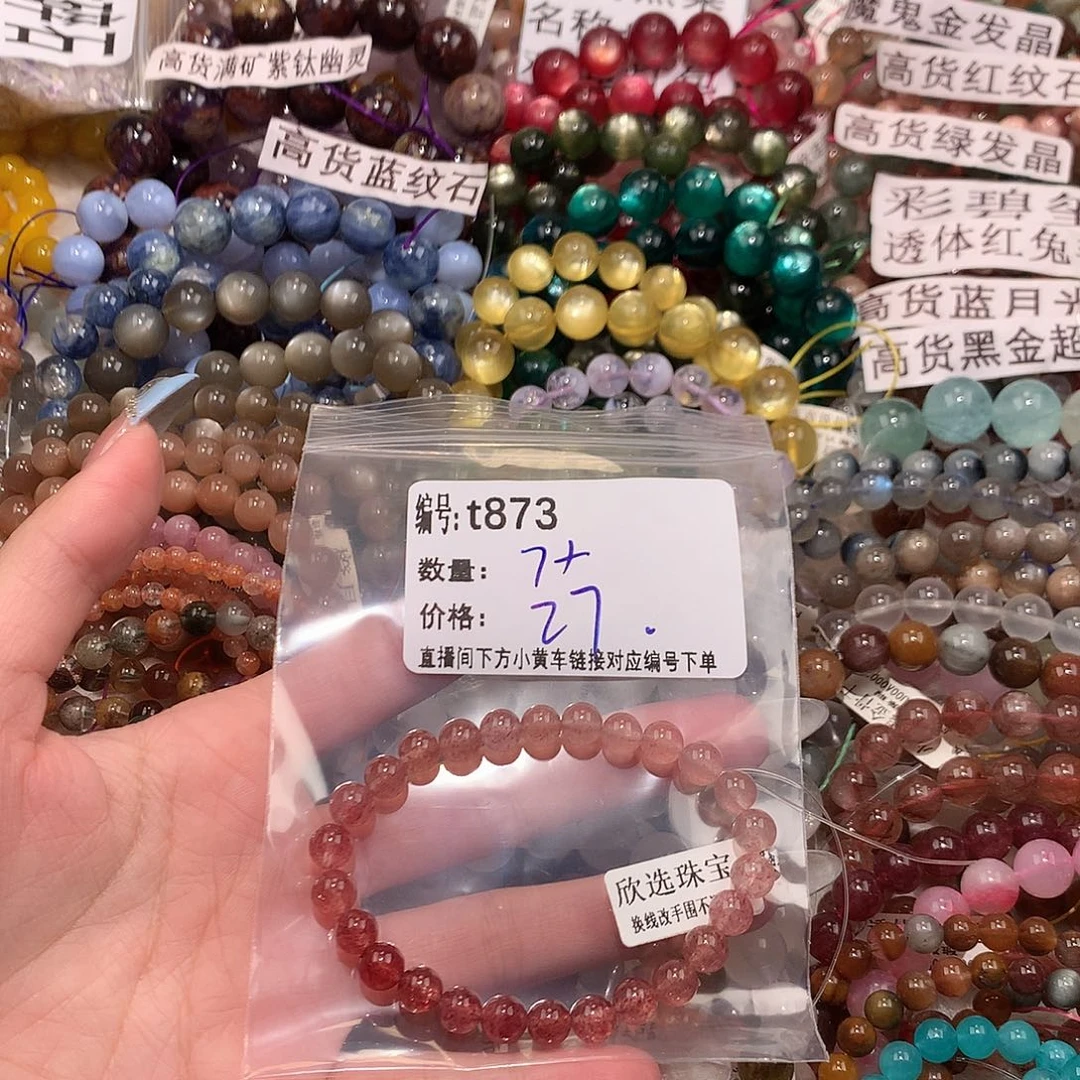 高货满矿紫钛幽灵
高货蓝纹石
名称
魔鬼金发晶
高货红纹石
高货绿发晶
彩碧
透体红兔
高货蓝月光
高货黑金超
编号:t873
数量: 7+
价格: 27.
直播间下方小黄车链接对应编号下单
欣选珠宝
换线改手围不